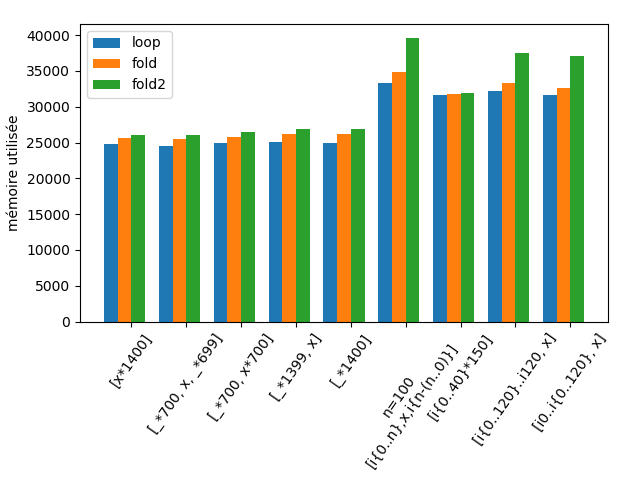 mémoire utilisée
40000
35000
30000
25000
20000
15000
10000
5000
0
loop
fold
fold2
[x*1400]
[_*700, x, _*699]
[_*700, x*700]
[_*1399, x]
[_*1400]
n=100
[i{0..n},x,i{n-(n..0)}]
[i{0..40}*150]
[i{0..120}..i120, x]
[i0..i{0..120}, x]